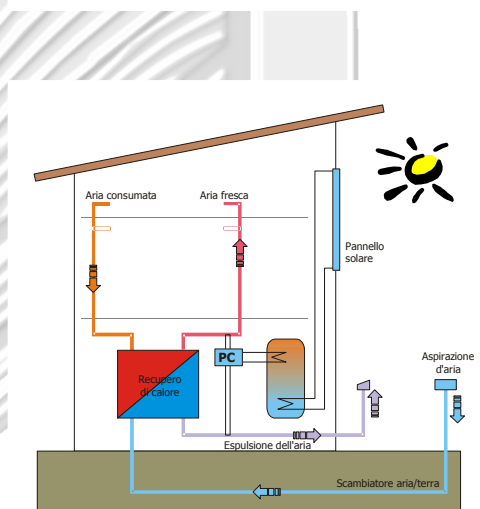 Aria consumata
Aria fresca
Pannello
solare
PC
Aspirazione
d'aria
Recupero
di calore
Espulsione dell'aria
Scambiatore aria/terra